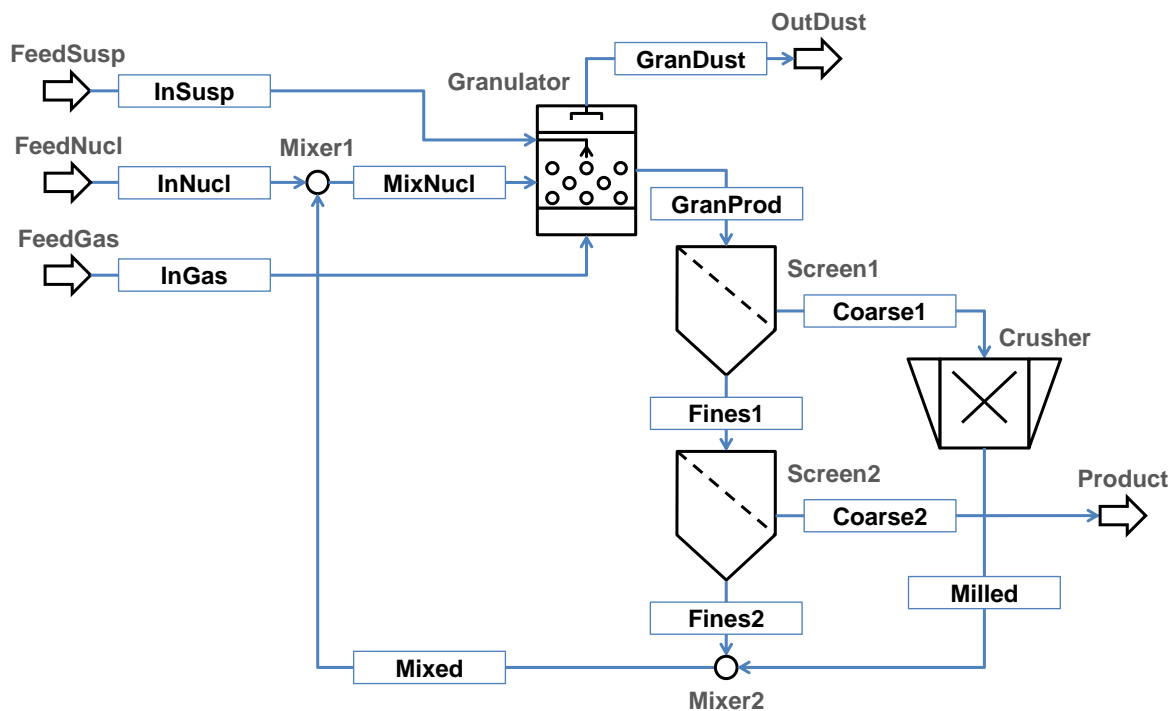 OutDust
FeedSusp
GranDust
Granulator
InSusp
FeedNucl
Mixer1
InNucl
MixNucl
GranProd
FeedGas
InGas
Screen1
Coarse1
Crusher
Fines1
Screen2
Product
Coarse2
Milled
Fines2
Mixed
Mixer2